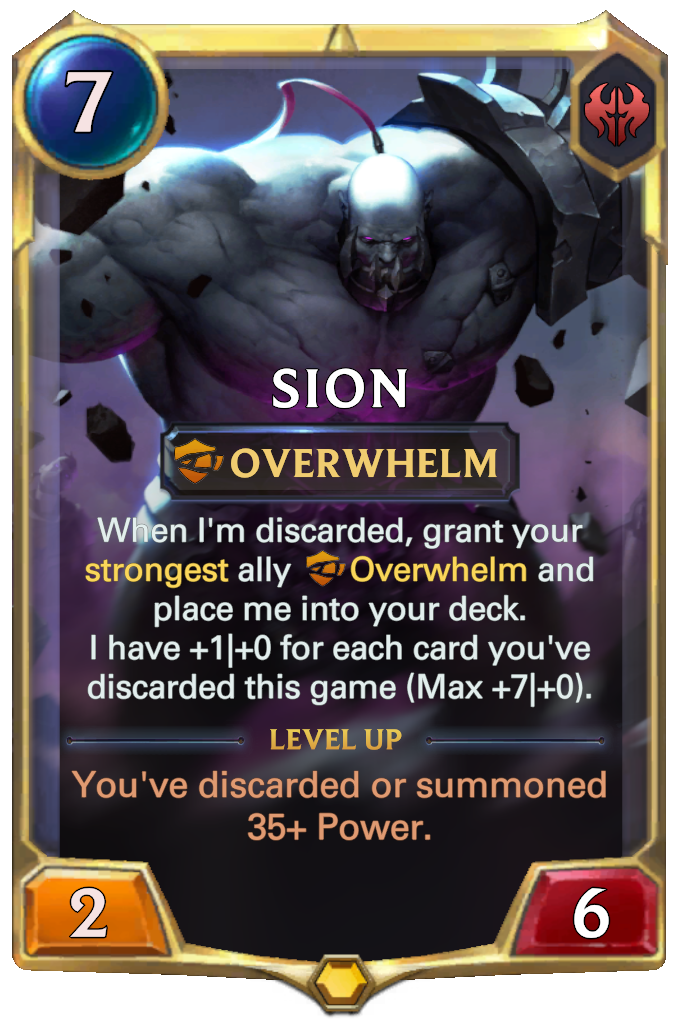 7
SION
OVERWHELM
When I'm discarded, grant your
strongest ally Overwhelm and
place me into your deck.
I have +1|+0 for each card you've
discarded this game (Max +7|+0).
LEVEL UP
You've discarded or summoned
35+ Power.
2
6